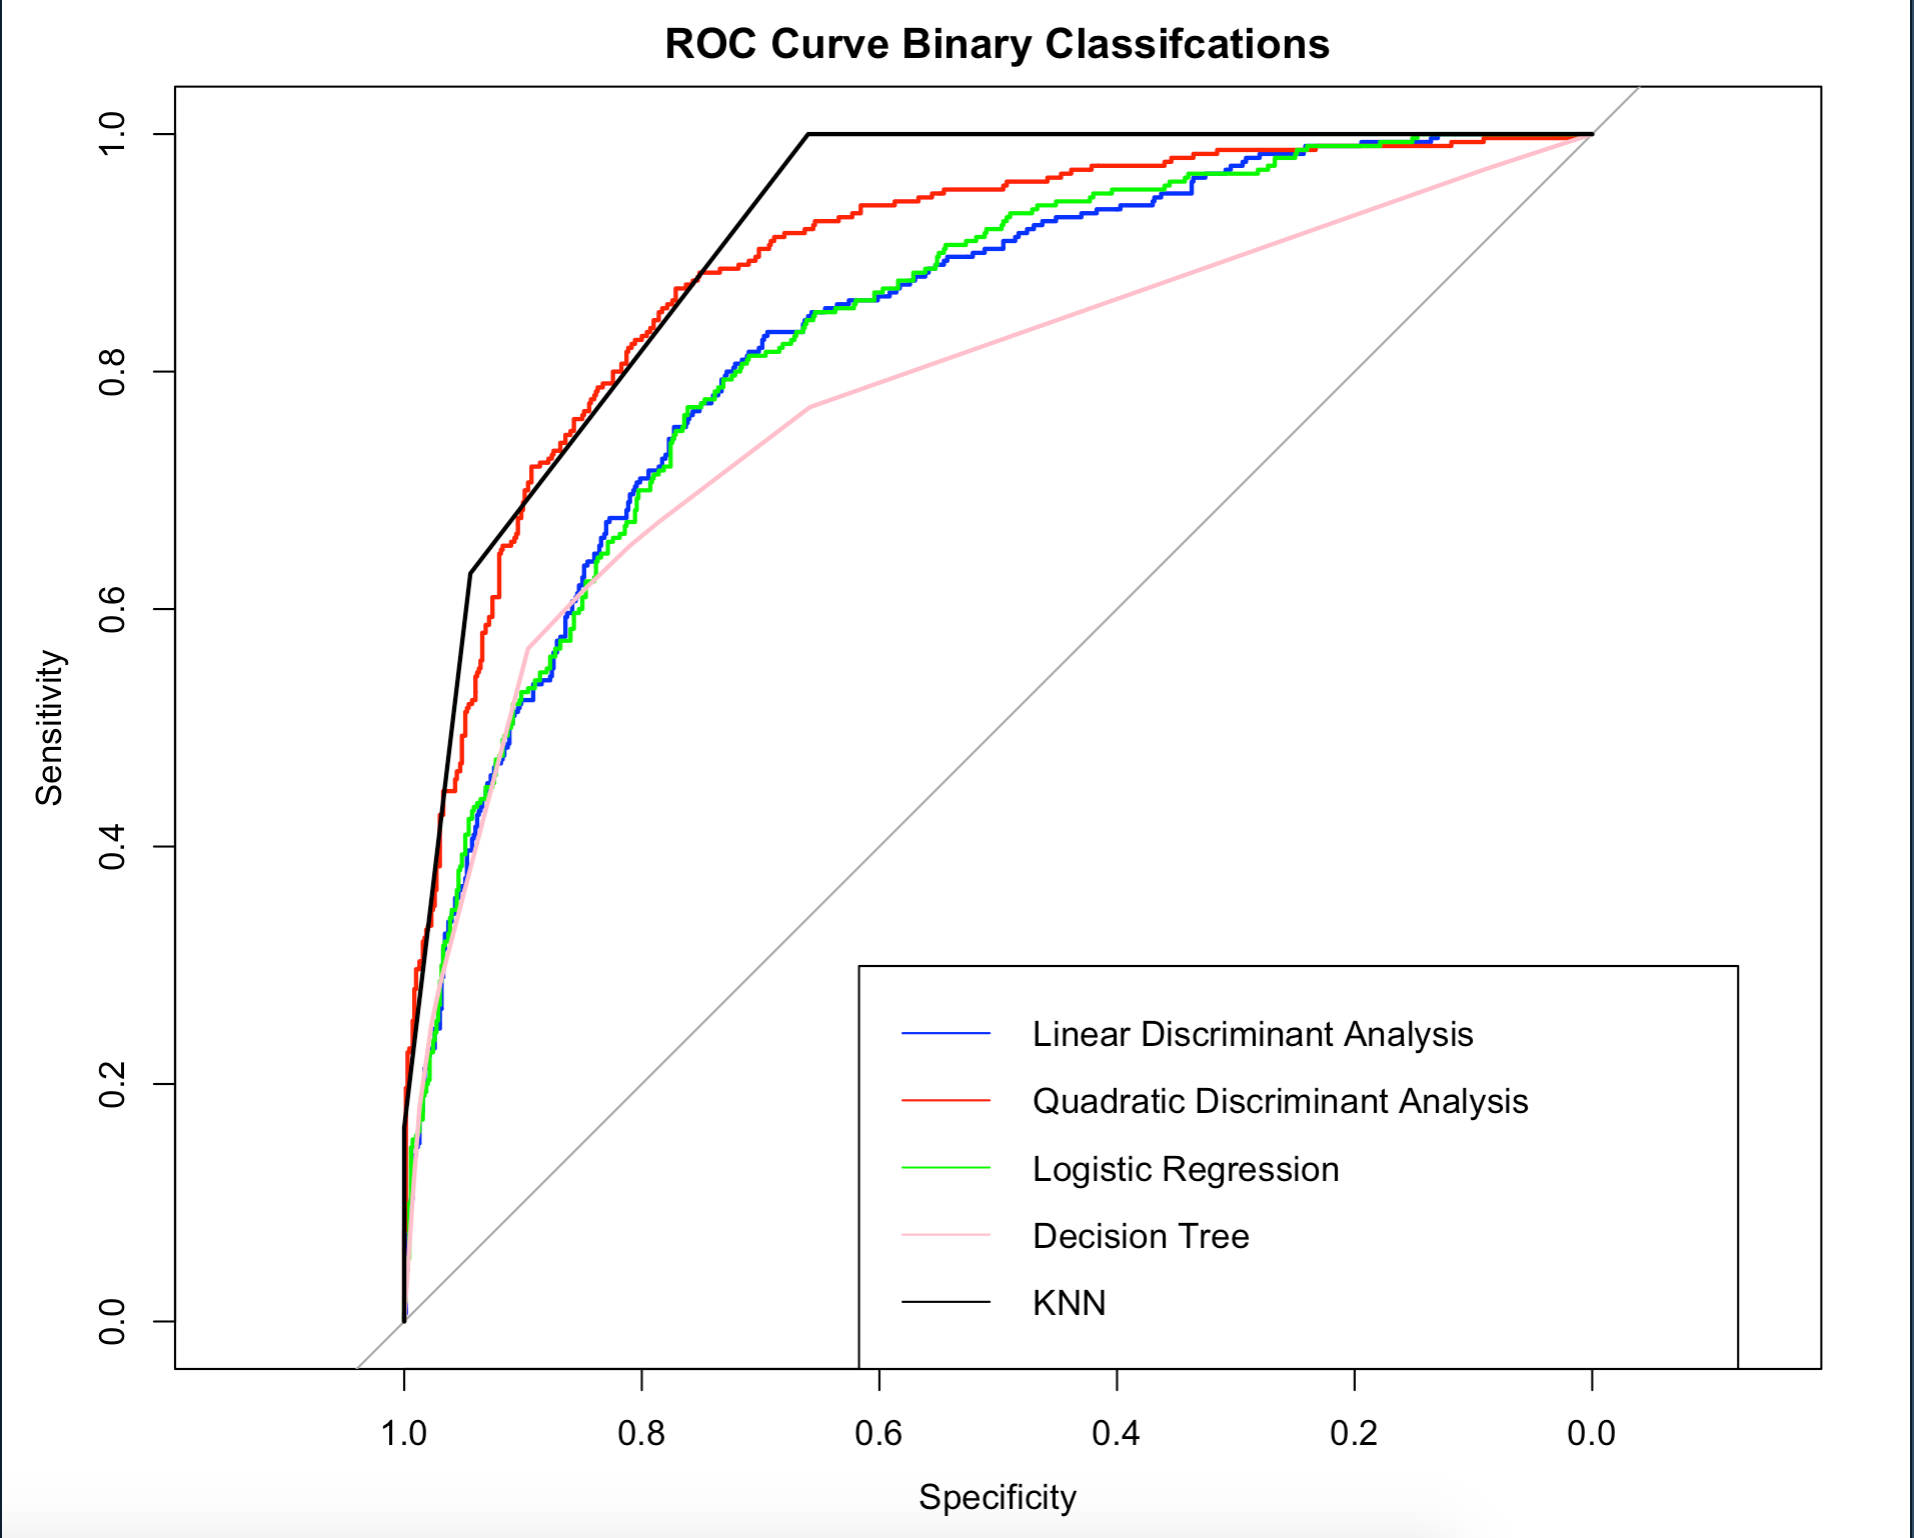 ROC Curve Binary Classifcations
1.0
0.8
0.6
0.4
0.2
0.0
Sensitivity
Linear Discriminant Analysis
Quadratic Discriminant Analysis
Logistic Regression
Decision Tree
KNN
1.0 0.8 0.6 0.4 0.2 0.0
Specificity